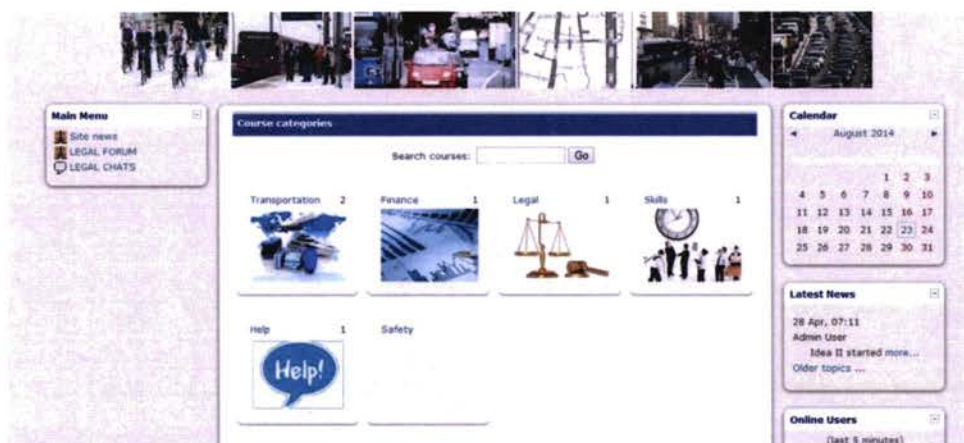 Main Menu
Site news
LEGAL FORUM
LEGAL CHATS
Course categories
Search courses: Go
Transportation 2
Finance 1
Legal 1
Skills 1
Help 1
Help!
Safety
Calendar
◄ August 2014 ►
1 2 3
4 5 6 7 8 9 10
11 12 13 14 15 16 17
18 19 20 21 22 23 24
25 26 27 28 29 30 31
Latest News
28 Apr, 07:11
Admin User
Idea II started more...
Older topics ...
Online Users
(last 5 minutes)